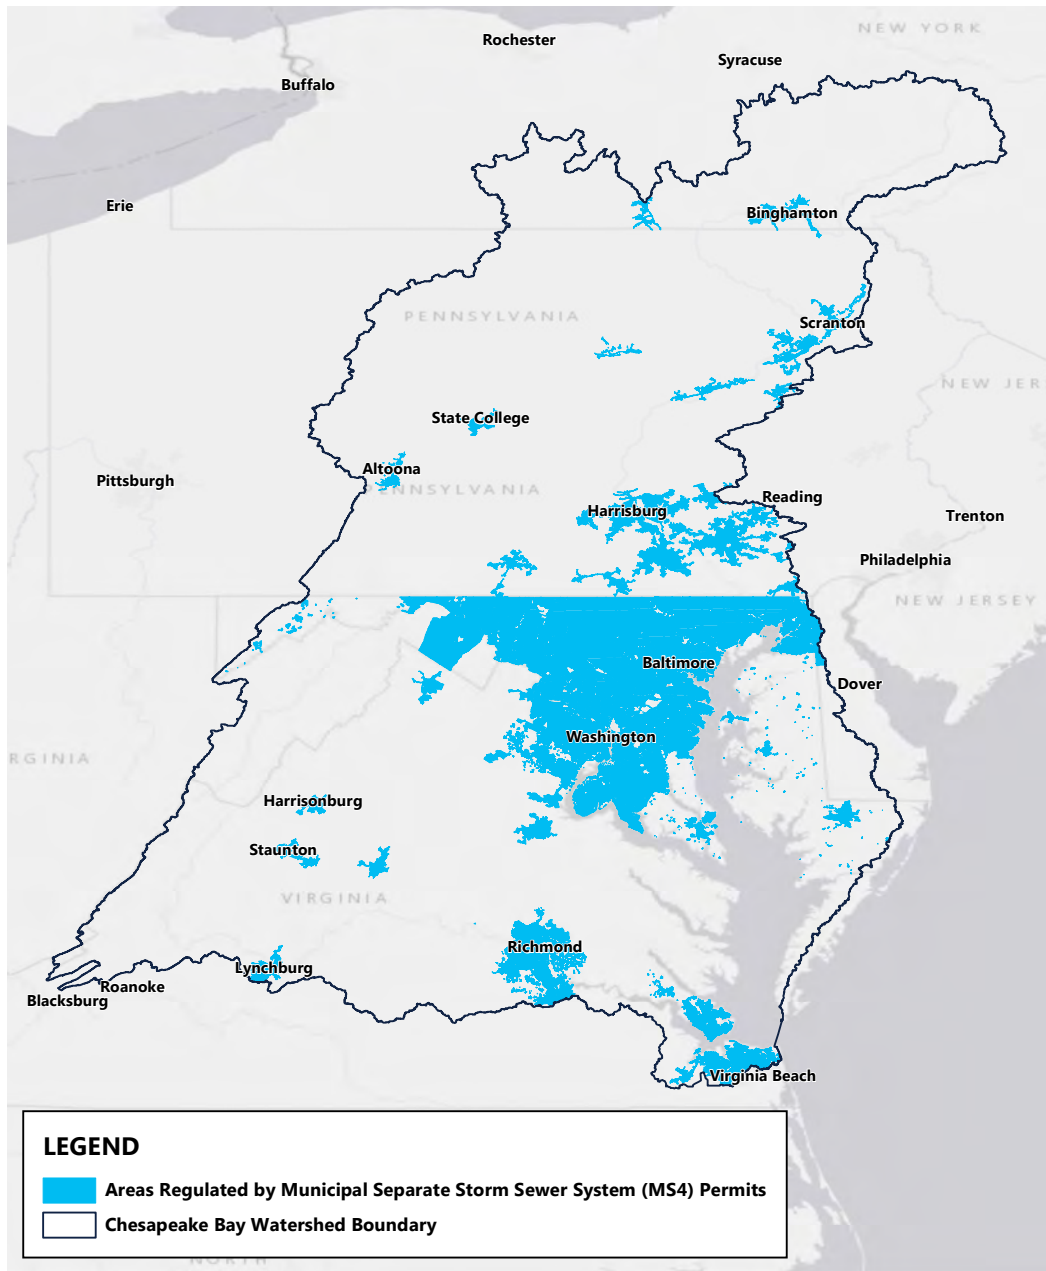 NEW YORK
Rochester
Syracuse
Buffalo
Erie
Binghamton
PENNSYLVANIA
Scranton
NEW JER
State College
Altoona
Pittsburgh
PENNSYLVANIA
Reading
Harrisburg
Trenton
Philadelphia
NEW JERSEY
Baltimore
Dover
Washington
RGINIA
Harrisonburg
Staunton
VIRGINIA
Richmond
Lynchburg
Roanoke
Blacksburg
Virginia Beach
LEGEND
Areas Regulated by Municipal Separate Storm Sewer System (MS4) Permits
Chesapeake Bay Watershed Boundary
NORTH